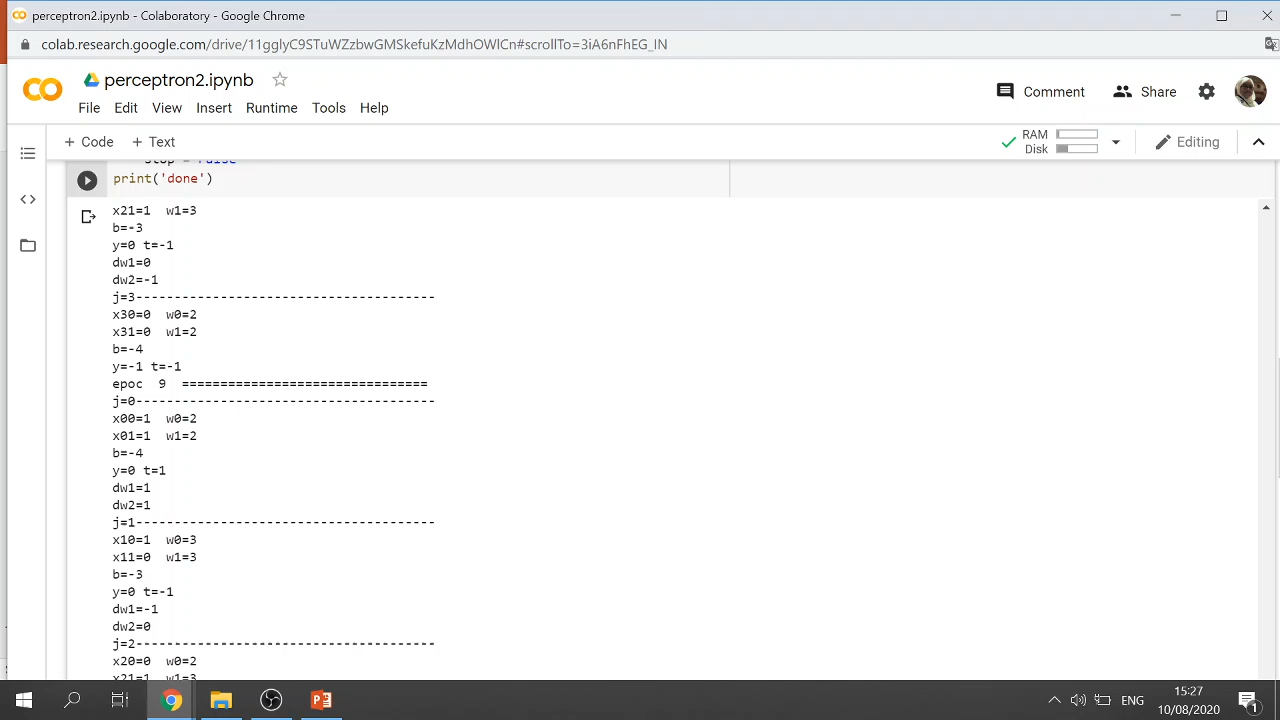 perceptron2.ipynb - Colaboratory - Google Chrome
colab.research.google.com/drive/11gglyC9STuWZzbwGMSkefuKzMdhOWlCn#scrollTo=3iA6nFhEG_lN
perceptron2.ipynb
Comment
Share
File Edit View Insert Runtime Tools Help
+ Code + Text
RAM
Disk
Editing
stop = False
print('done')
x21=1 w1=3
b=-3
y=0 t=-1
dw1=0
dw2=-1
j=3---------------------------------------
x30=0 w0=2
x31=0 w1=2
b=-4
y=-1 t=-1
epoc 9 ================================
j=0---------------------------------------
x00=1 w0=2
x01=1 w1=2
b=-4
y=0 t=1
dw1=1
dw2=1
j=1---------------------------------------
x10=1 w0=3
x11=0 w1=3
b=-3
y=0 t=-1
dw1=-1
dw2=0
j=2---------------------------------------
x20=0 w0=2
x21=1 w1=3
ENG
15:27
10/08/2020
1